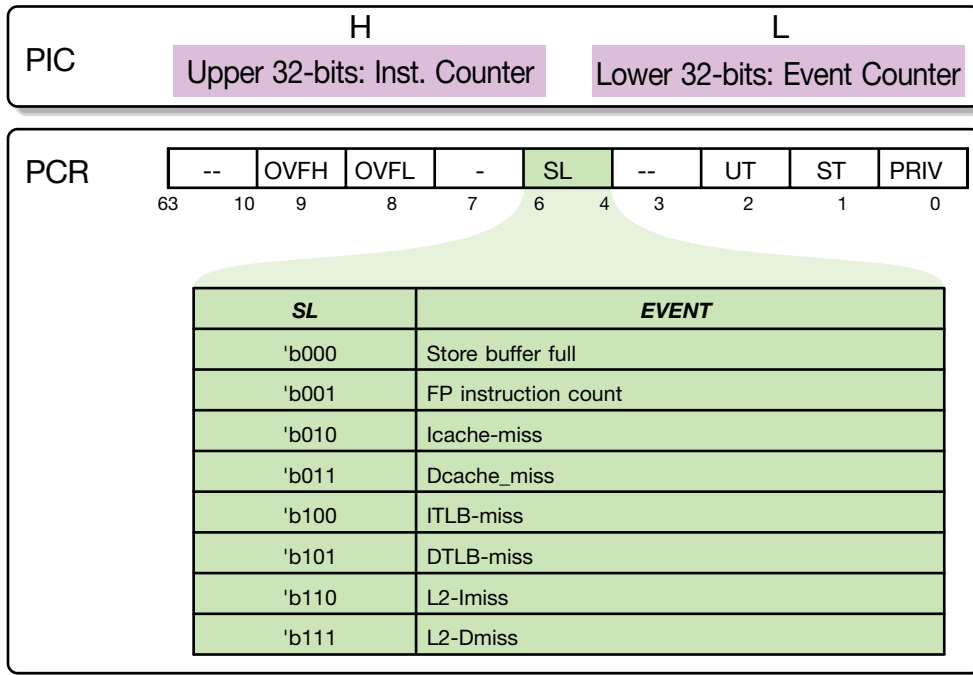 H L
PIC Upper 32-bits: Inst. Counter Lower 32-bits: Event Counter
PCR -- OVFH OVFL - SL -- UT ST PRIV
63 10 9 8 7 6 4 3 2 1 0
SL EVENT
'b000 Store buffer full
'b001 FP instruction count
'b010 Icache-miss
'b011 Dcache_miss
'b100 ITLB-miss
'b101 DTLB-miss
'b110 L2-Imiss
'b111 L2-Dmiss